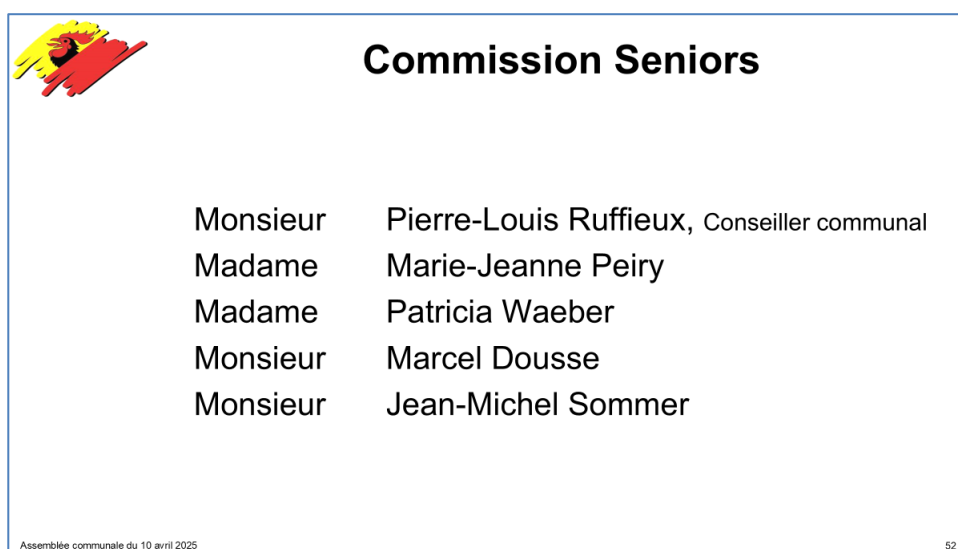 Commission Seniors
Monsieur Pierre-Louis Ruffieux, Conseiller communal
Madame Marie-Jeanne Peiry
Madame Patricia Waeber
Monsieur Marcel Dousse
Monsieur Jean-Michel Sommer
Assemblée communale du 10 avril 2025 52